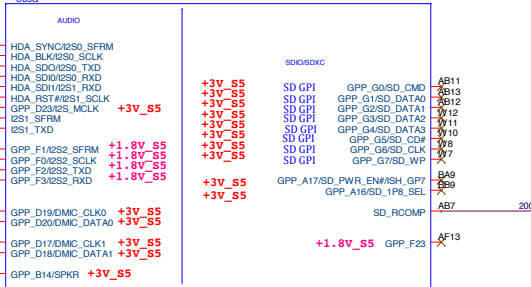 AUDIO
HDA_SYNC/I2S0_SFRM
HDA_BLK/I2S0_SCLK
HDA_SDO/I2S0_TXD
HDA_SDI0/I2S0_RXD
HDA_SDI1/I2S1_RXD
HDA_RST#/I2S1_SCLK
GPP_D23/I2S_MCLK +3V_S5
I2S1_SFRM
I2S1_TXD
GPP_F1/I2S2_SFRM +1.8V_S5
GPP_F0/I2S2_SCLK +1.8V_S5
GPP_F2/I2S2_TXD +1.8V_S5
GPP_F3/I2S2_RXD +1.8V_S5
GPP_D19/DMIC_CLK0 +3V_S5
GPP_D20/DMIC_DATA0 +3V_S5
GPP_D17/DMIC_CLK1 +3V_S5
GPP_D18/DMIC_DATA1 +3V_S5
GPP_B14/SPKR +3V_S5
SDIO/SDXC
+3V_S5 SD GPI GPP_G0/SD_CMD AB11
+3V_S5 SD GPI GPP_G1/SD_DATA0 AB13
+3V_S5 SD GPI GPP_G2/SD_DATA1 AB12
+3V_S5 SD GPI GPP_G3/SD_DATA2 W12
+3V_S5 SD GPI GPP_G4/SD_DATA3 W11
+3V_S5 SD GPI GPP_G5/SD_CD# W10
+3V_S5 SD GPI GPP_G6/SD_CLK W8
+3V_S5 SD GPI GPP_G7/SD_WP W7
+3V_S5 GPP_A17/SD_PWR_EN#/ISH_GP7 BA9
+3V_S5 GPP_A16/SD_1P8_SEL BB9
SD_RCOMP AB7 200
+1.8V_S5 GPP_F23 AF13